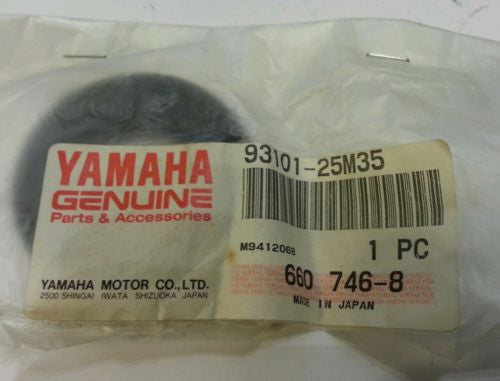 YAMAHA
GENUINE
Parts & Accessories
YAMAHA MOTOR CO.,LTD.
2500 SHINGAI IWATA SHIZUOKA JAPAN
93101-25M35
M9412068
1 PC
660 746-8
MADE IN JAPAN